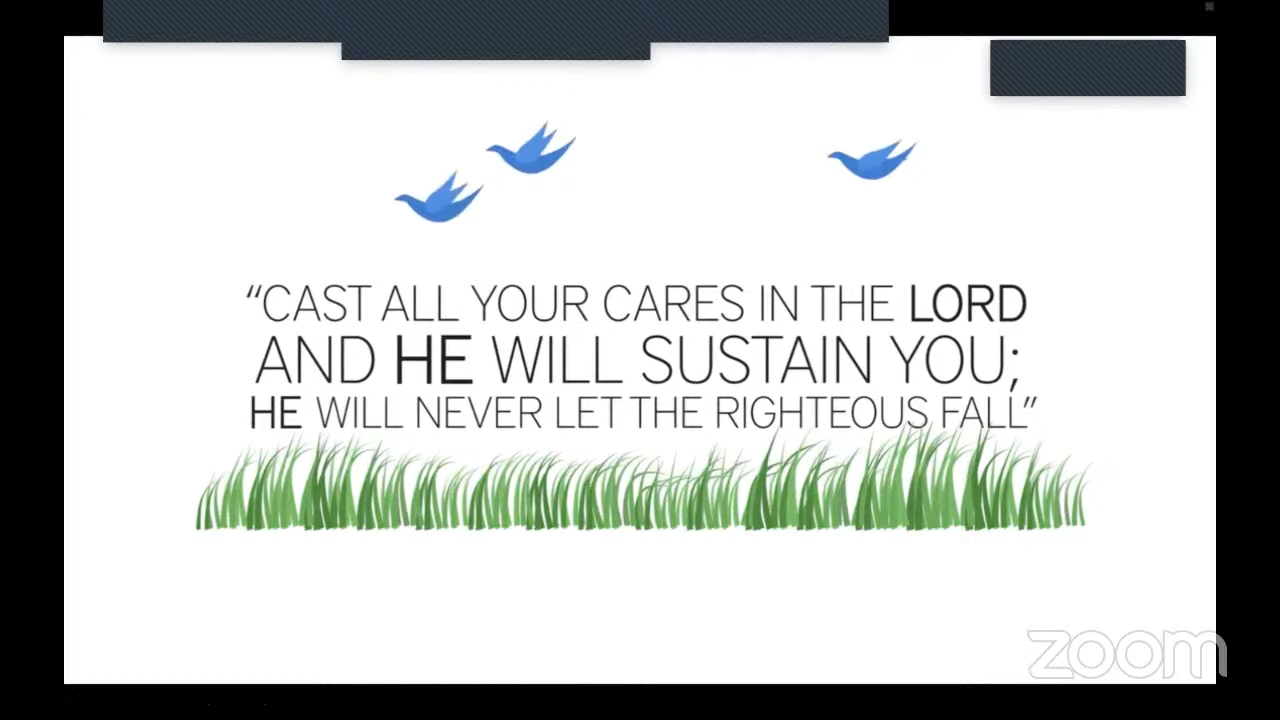 “CAST ALL YOUR CARES IN THE LORD
AND HE WILL SUSTAIN YOU;
HE WILL NEVER LET THE RIGHTEOUS FALL”
zoom